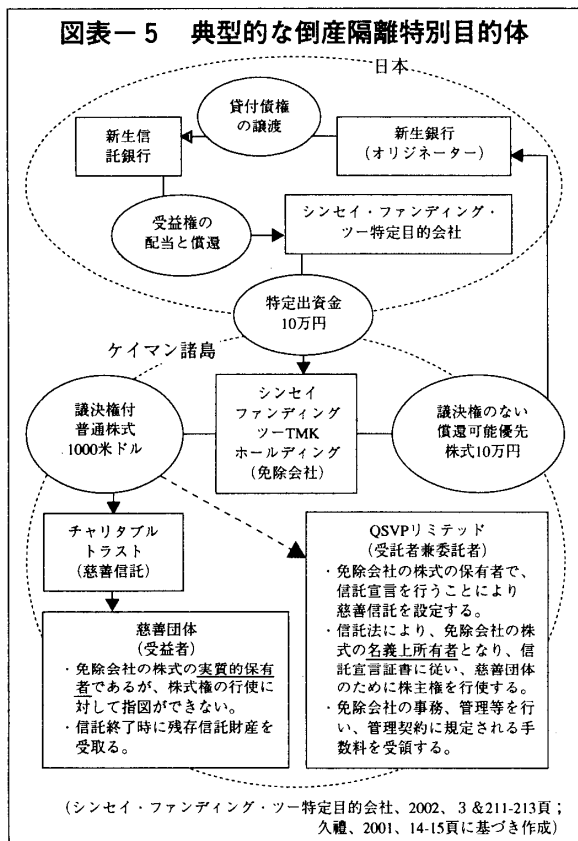 図表－5 典型的な倒産隔離特別目的体
日本
貸付債権
の譲渡
新生信
託銀行
新生銀行
(オリジネーター)
受益権の
配当と償還
シンセイ・ファンディング・
ツー特定目的会社
特定出資金
10万円
ケイマン諸島
議決権付
普通株式
1000米ドル
シンセイ
ファンディング
ツーTMK
ホールディング
(免除会社)
議決権のない
償還可能優先
株式10万円
チャリタブル
トラスト
(慈善信託)
QSVPリミテッド
(受託者兼委託者)
・免除会社の株式の保有者で、
信託宣言を行うことにより
慈善信託を設定する。
・信託法により、免除会社の株
式の名義上所有者となり、信
託宣言証書に従い、慈善団体
のために株主権を行使する。
・免除会社の事務、管理等を行
い、管理契約に規定される手
数料を受領する。
慈善団体
(受益者)
・免除会社の株式の実質的保有
者であるが、株式権の行使に
対して指図ができない。
・信託終了時に残存信託財産を
受取る。
(シンセイ・ファンディング・ツー特定目的会社、2002、3＆211-213頁；
久禮、2001、14-15頁に基づき作成)